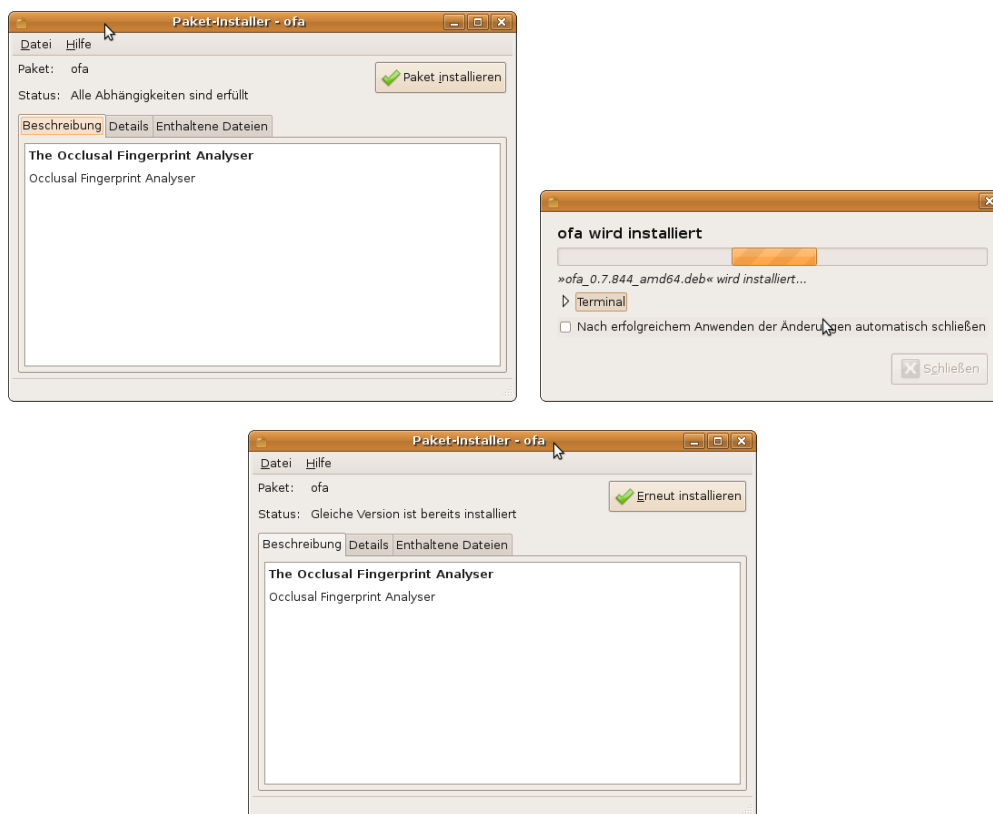 Paket-Installer - ofa
Datei Hilfe
Paket: ofa
Paket installieren
Status: Alle Abhängigkeiten sind erfüllt
Beschreibung Details Enthaltene Dateien
The Occlusal Fingerprint Analyser
Occlusal Fingerprint Analyser
ofa wird installiert
»ofa_0.7.844_amd64.deb« wird installiert...
Terminal
Nach erfolgreichem Anwenden der Änderungen automatisch schließen
Schließen
Paket-Installer - ofa
Datei Hilfe
Paket: ofa
Erneut installieren
Status: Gleiche Version ist bereits installiert
Beschreibung Details Enthaltene Dateien
The Occlusal Fingerprint Analyser
Occlusal Fingerprint Analyser